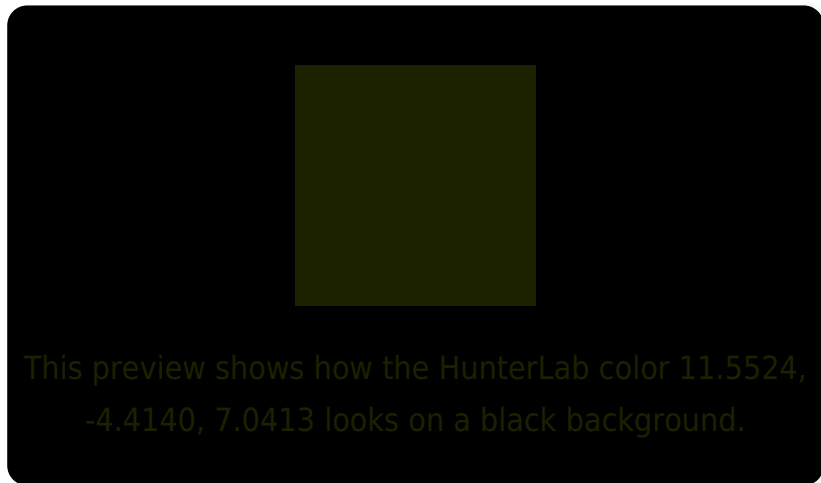 This preview shows how the HunterLab color 11.5524,
-4.4140, 7.0413 looks on a black background.